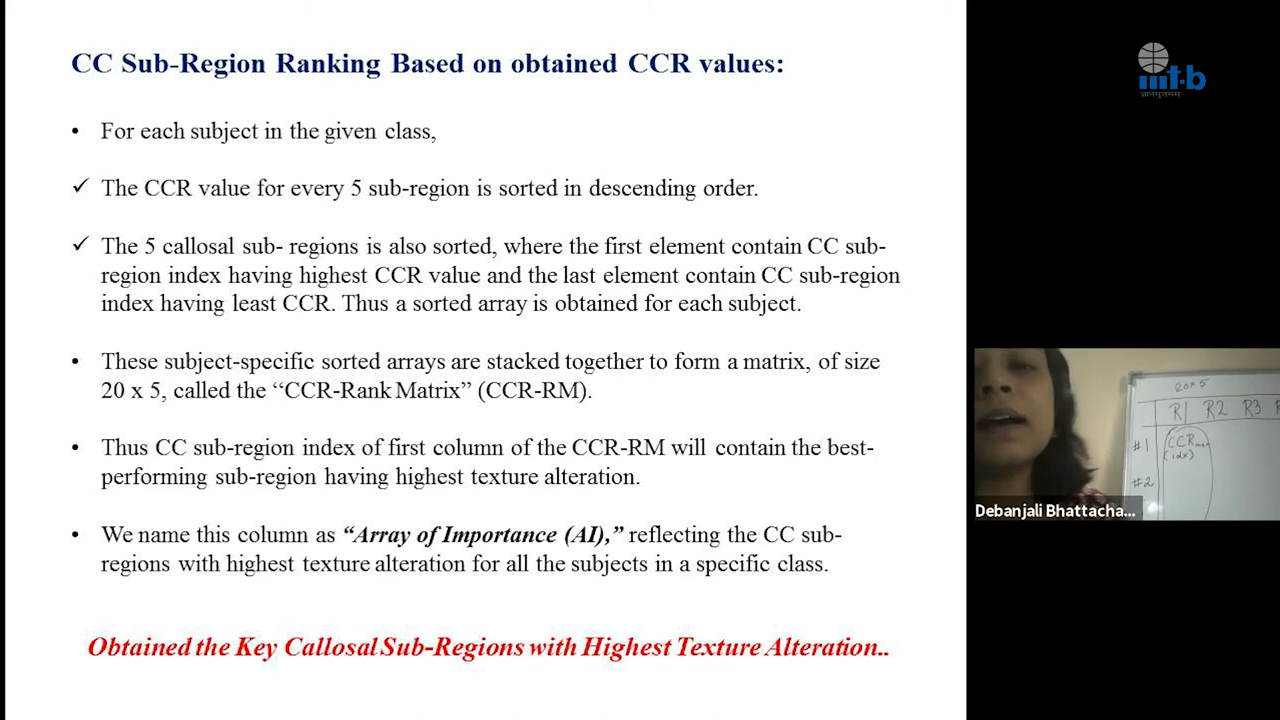 CC Sub-Region Ranking Based on obtained CCR values:
• For each subject in the given class,
✓ The CCR value for every 5 sub-region is sorted in descending order.
✓ The 5 callosal sub- regions is also sorted, where the first element contain CC sub-
region index having highest CCR value and the last element contain CC sub-region
index having least CCR. Thus a sorted array is obtained for each subject.
• These subject-specific sorted arrays are stacked together to form a matrix, of size
20 x 5, called the “CCR-Rank Matrix” (CCR-RM).
• Thus CC sub-region index of first column of the CCR-RM will contain the best-
performing sub-region having highest texture alteration.
• We name this column as “Array of Importance (AI),” reflecting the CC sub-
regions with highest texture alteration for all the subjects in a specific class.
Obtained the Key Callosal Sub-Regions with Highest Texture Alteration..
iiit-b
ज्ञानमुत्तमम्
20x5
R1 R2 R3
#1 CCR
(idx)
#2
Debanjali Bhattacha...